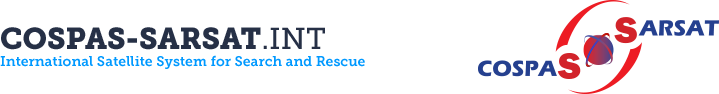 COSPAS-SARSAT.INT
International Satellite System for Search and Rescue
SARSAT
COSPAS